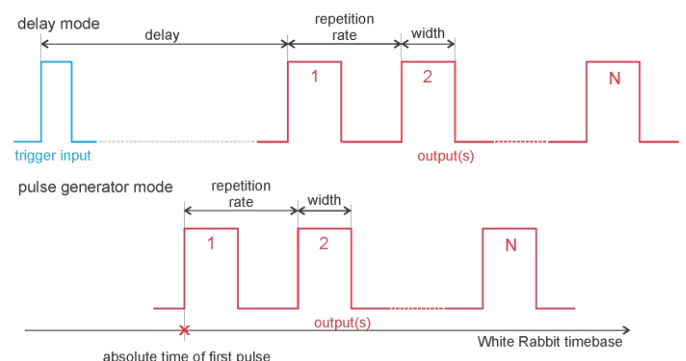 delay mode
delay
repetition
rate
width
1
2
N
trigger input
output(s)
pulse generator mode
repetition
rate
width
1
2
N
output(s)
White Rabbit timebase
absolute time of first pulse